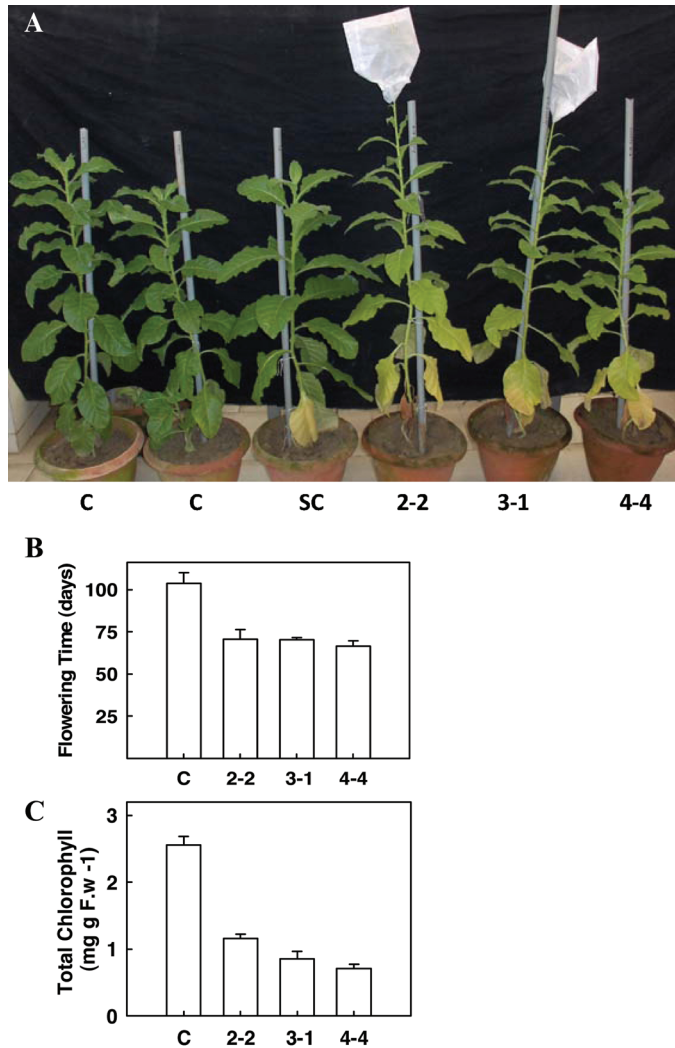 A
C C SC 2-2 3-1 4-4
B
Flowering Time (days)
100
75
50
25
C 2-2 3-1 4-4
C
Total Chlorophyll
(mg g F.w -1)
3
2
1
0
C 2-2 3-1 4-4